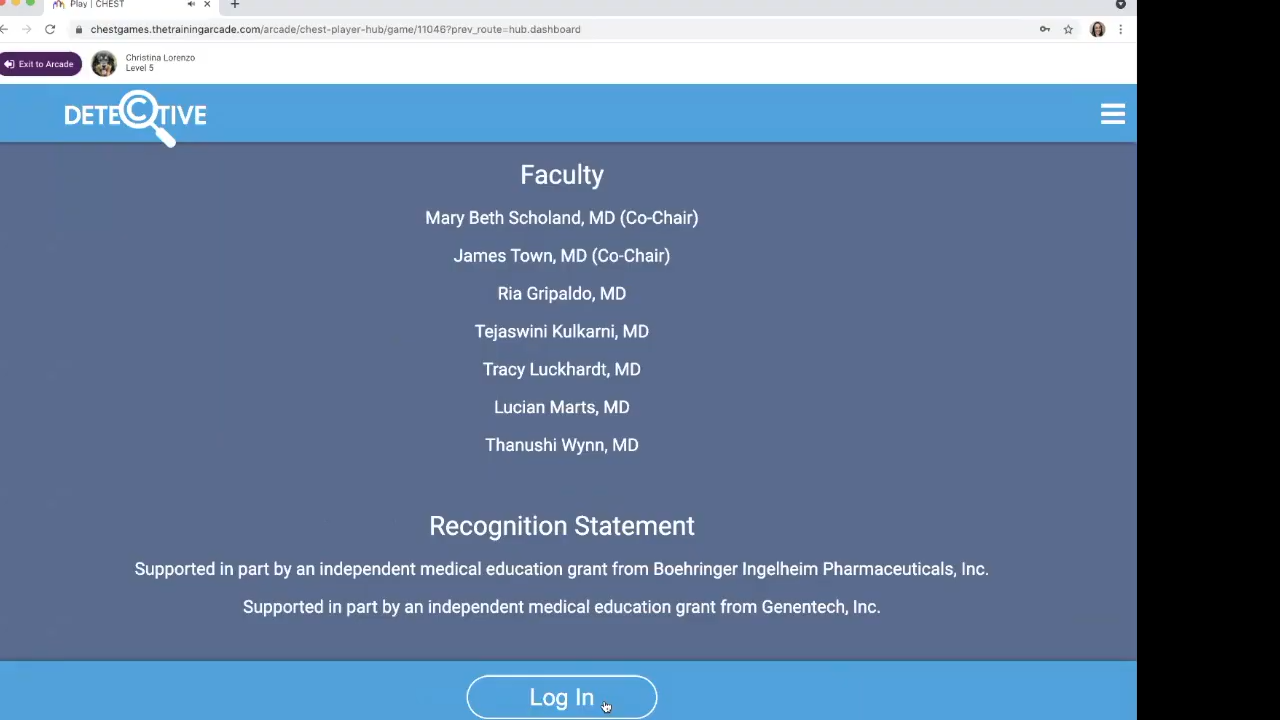 Play | CHEST
chestgames.thetrainingarcade.com/arcade/chest-player-hub/game/11046?prev_route=hub.dashboard
Exit to Arcade
Christina Lorenzo
Level 5
DETECTIVE
Faculty
Mary Beth Scholand, MD (Co-Chair)
James Town, MD (Co-Chair)
Ria Gripaldo, MD
Tejaswini Kulkarni, MD
Tracy Luckhardt, MD
Lucian Marts, MD
Thanushi Wynn, MD
Recognition Statement
Supported in part by an independent medical education grant from Boehringer Ingelheim Pharmaceuticals, Inc.
Supported in part by an independent medical education grant from Genentech, Inc.
Log In